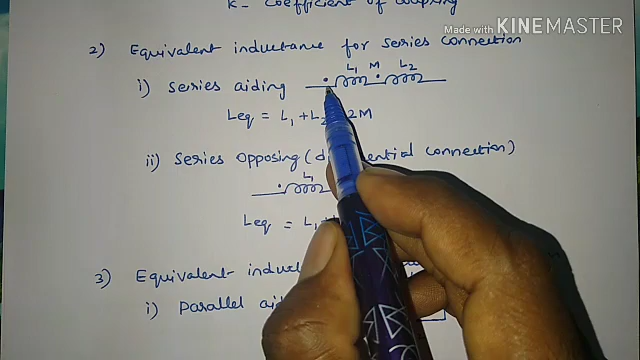 K - Coefficient of coupling
Made with KINEMASTER
2) Equivalent inductance for series connection
i) Series aiding L1 M L2
Leq = L1 + L2 2M
ii) Series opposing ( connection)
L1
Leq = L1
3) Equivalent
i) Parallel